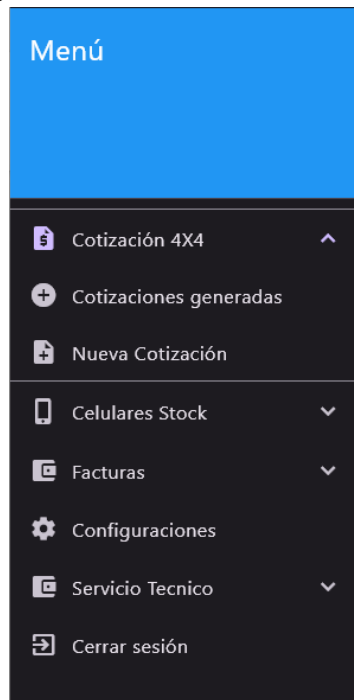 Menú
Cotización 4X4
Cotizaciones generadas
Nueva Cotización
Celulares Stock
Facturas
Configuraciones
Servicio Tecnico
Cerrar sesión